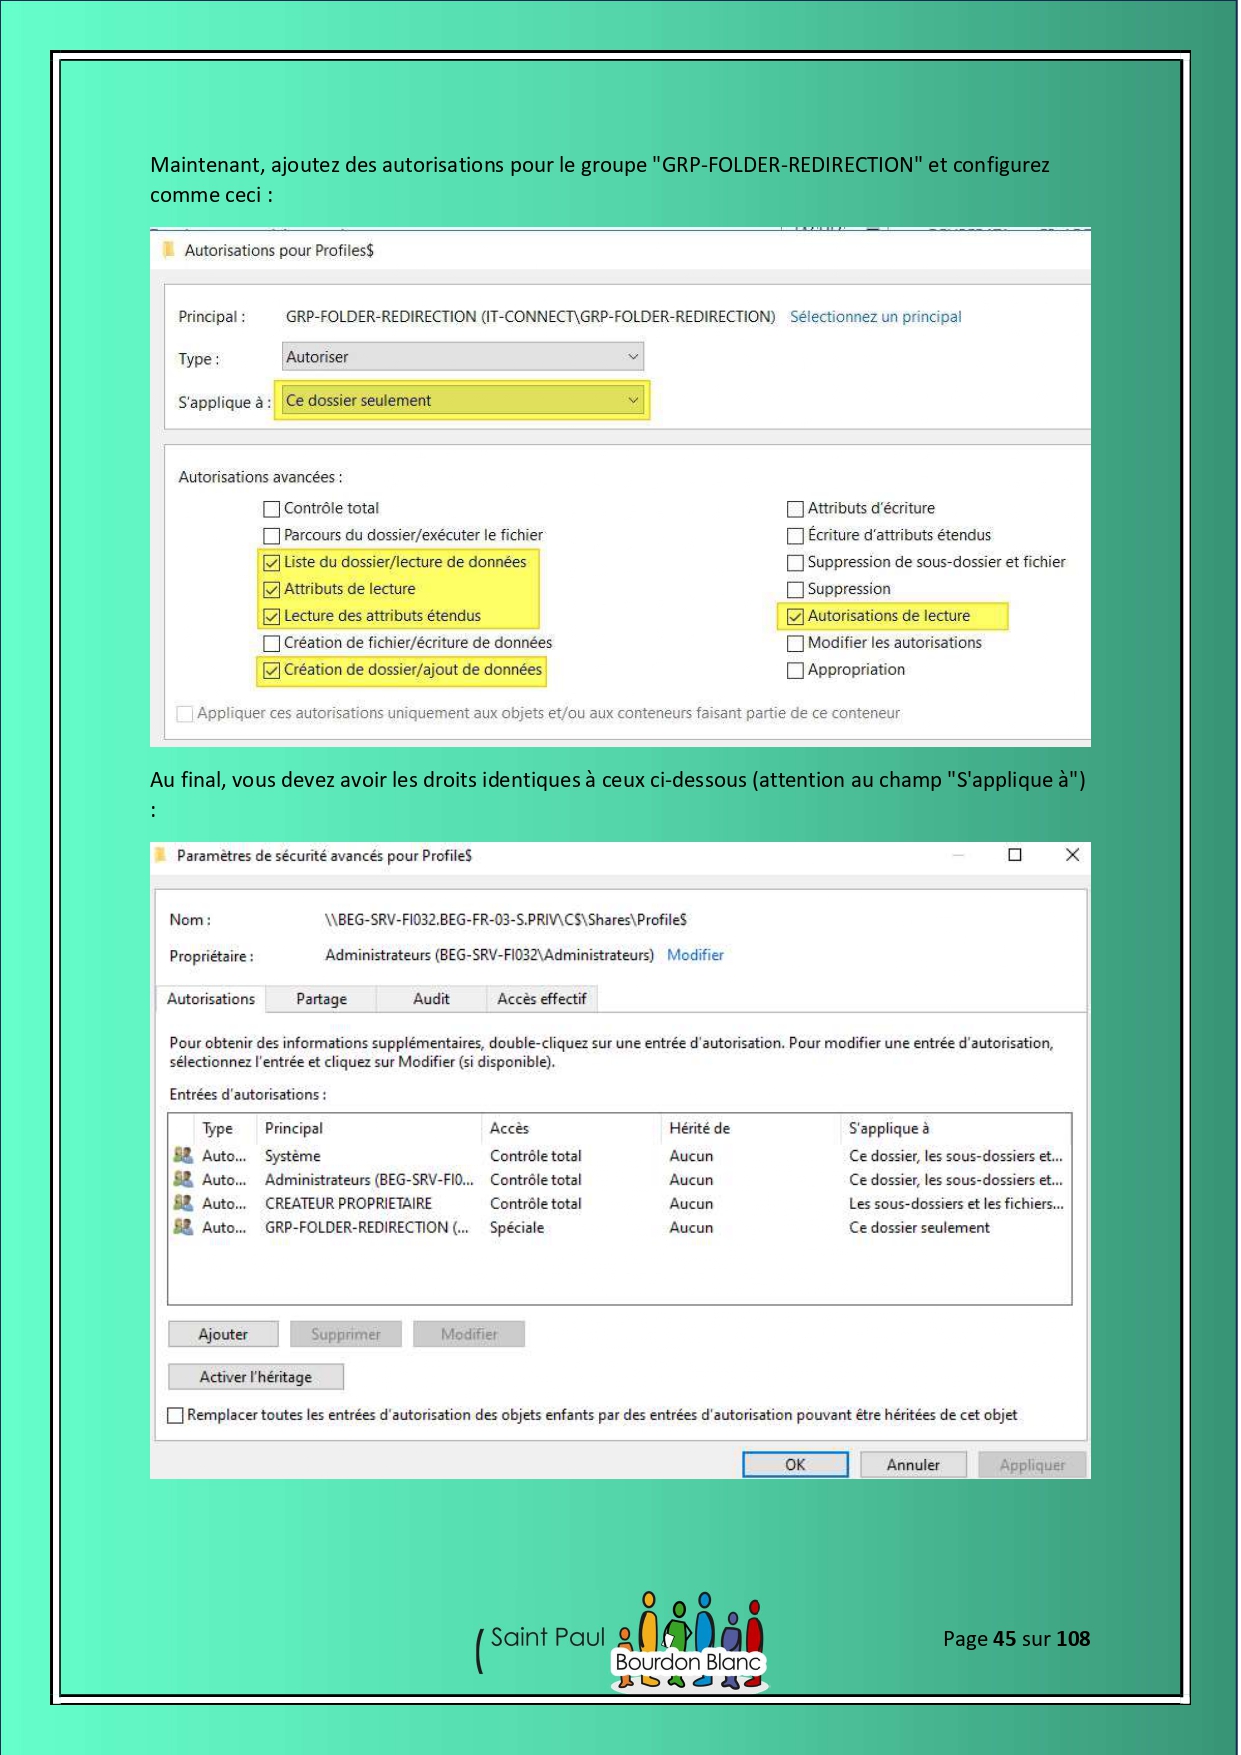 Maintenant, ajoutez des autorisations pour le groupe "GRP-FOLDER-REDIRECTION" et configurez
comme ceci :
Autorisations pour Profiles$
Principal : GRP-FOLDER-REDIRECTION (IT-CONNECT\GRP-FOLDER-REDIRECTION) Sélectionnez un principal
Type : Autoriser
S'applique à : Ce dossier seulement
Autorisations avancées :
Contrôle total Attributs d'écriture
Parcours du dossier/exécuter le fichier Écriture d'attributs étendus
Liste du dossier/lecture de données Suppression de sous-dossier et fichier
Attributs de lecture Suppression
Lecture des attributs étendus Autorisations de lecture
Création de fichier/écriture de données Modifier les autorisations
Création de dossier/ajout de données Appropriation
Appliquer ces autorisations uniquement aux objets et/ou aux conteneurs faisant partie de ce conteneur
Au final, vous devez avoir les droits identiques à ceux ci-dessous (attention au champ "S'applique à")
:
Paramètres de sécurité avancés pour Profile$
Nom : \\BEG-SRV-FI032.BEG-FR-03-S.PRIV\C$\Shares\Profile$
Propriétaire : Administrateurs (BEG-SRV-FI032\Administrateurs) Modifier
Autorisations Partage Audit Accès effectif
Pour obtenir des informations supplémentaires, double-cliquez sur une entrée d'autorisation. Pour modifier une entrée d'autorisation,
sélectionnez l'entrée et cliquez sur Modifier (si disponible).
Entrées d'autorisations :
Type Principal Accès Hérité de S'applique à
Auto... Système Contrôle total Aucun Ce dossier, les sous-dossiers et...
Auto... Administrateurs (BEG-SRV-FI0... Contrôle total Aucun Ce dossier, les sous-dossiers et...
Auto... CREATEUR PROPRIETAIRE Contrôle total Aucun Les sous-dossiers et les fichiers...
Auto... GRP-FOLDER-REDIRECTION (... Spéciale Aucun Ce dossier seulement
Ajouter Supprimer Modifier
Activer l'héritage
Remplacer toutes les entrées d'autorisation des objets enfants par des entrées d'autorisation pouvant être héritées de cet objet
OK Annuler Appliquer
Saint Paul
Bourdon Blanc
Page 45 sur 108